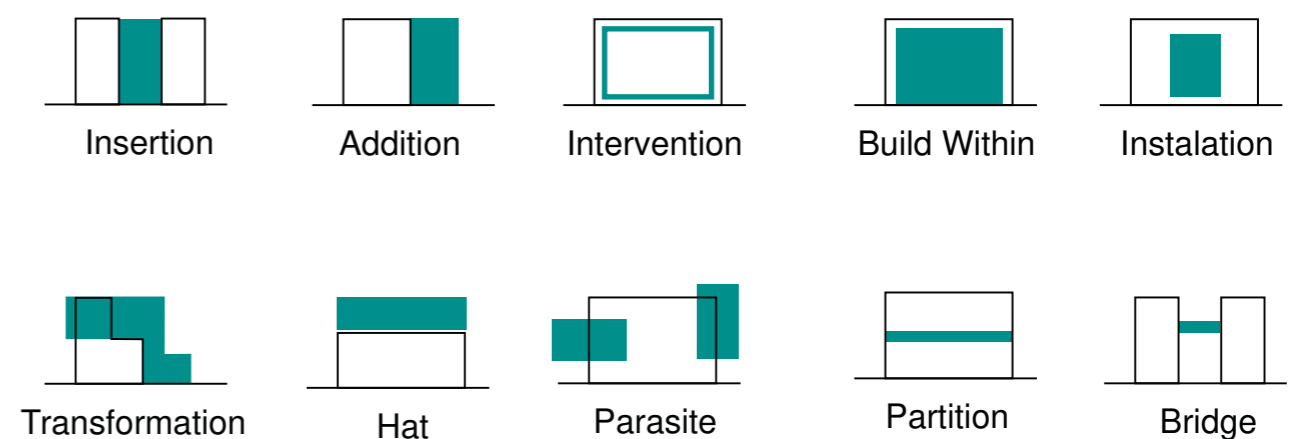 Insertion
Addition
Intervention
Build Within
Instalation
Transformation
Hat
Parasite
Partition
Bridge